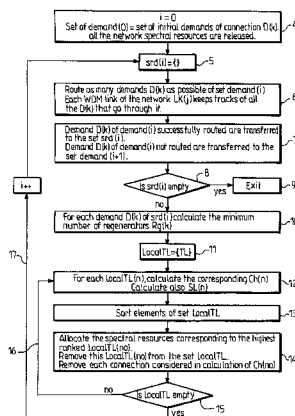 i = 0
Set of demand(0) = set of initial demands of connection D(k)
all the network spectral resources are released.
4
srd(i)={}
5
Route as many demands D(k) as possible of set demand(i)
Each WDM link of the network LK(j) keeps tracks of all
the D(k) that go through it.
6
Demand D(k) of demand(i) successfully routed are transferred
to the set srd(i).
Demand D(k) of demand(i) not routed are transferred to the
set demand(i+1).
7
8
is srd(i) empty
yes
Exit
9
i++
no
For each demand D(k) of srd(i) calculate the minimum
number of regenerators Rg(k)
10
LocalTL={TL}
11
17
For each LocalTL(n), calculate the corresponding Ch(n)
Calculate also SL(n)
12
Sort elements of set LocalTL
13
16
Allocate the spectral resources corresponding to the highest
ranked LocalTL(no).
Remove this LocalTL(no) from the set LocalTL.
Remove each connection considered in calculation of Ch(no)
14
no
is LocalTL empty
15
yes